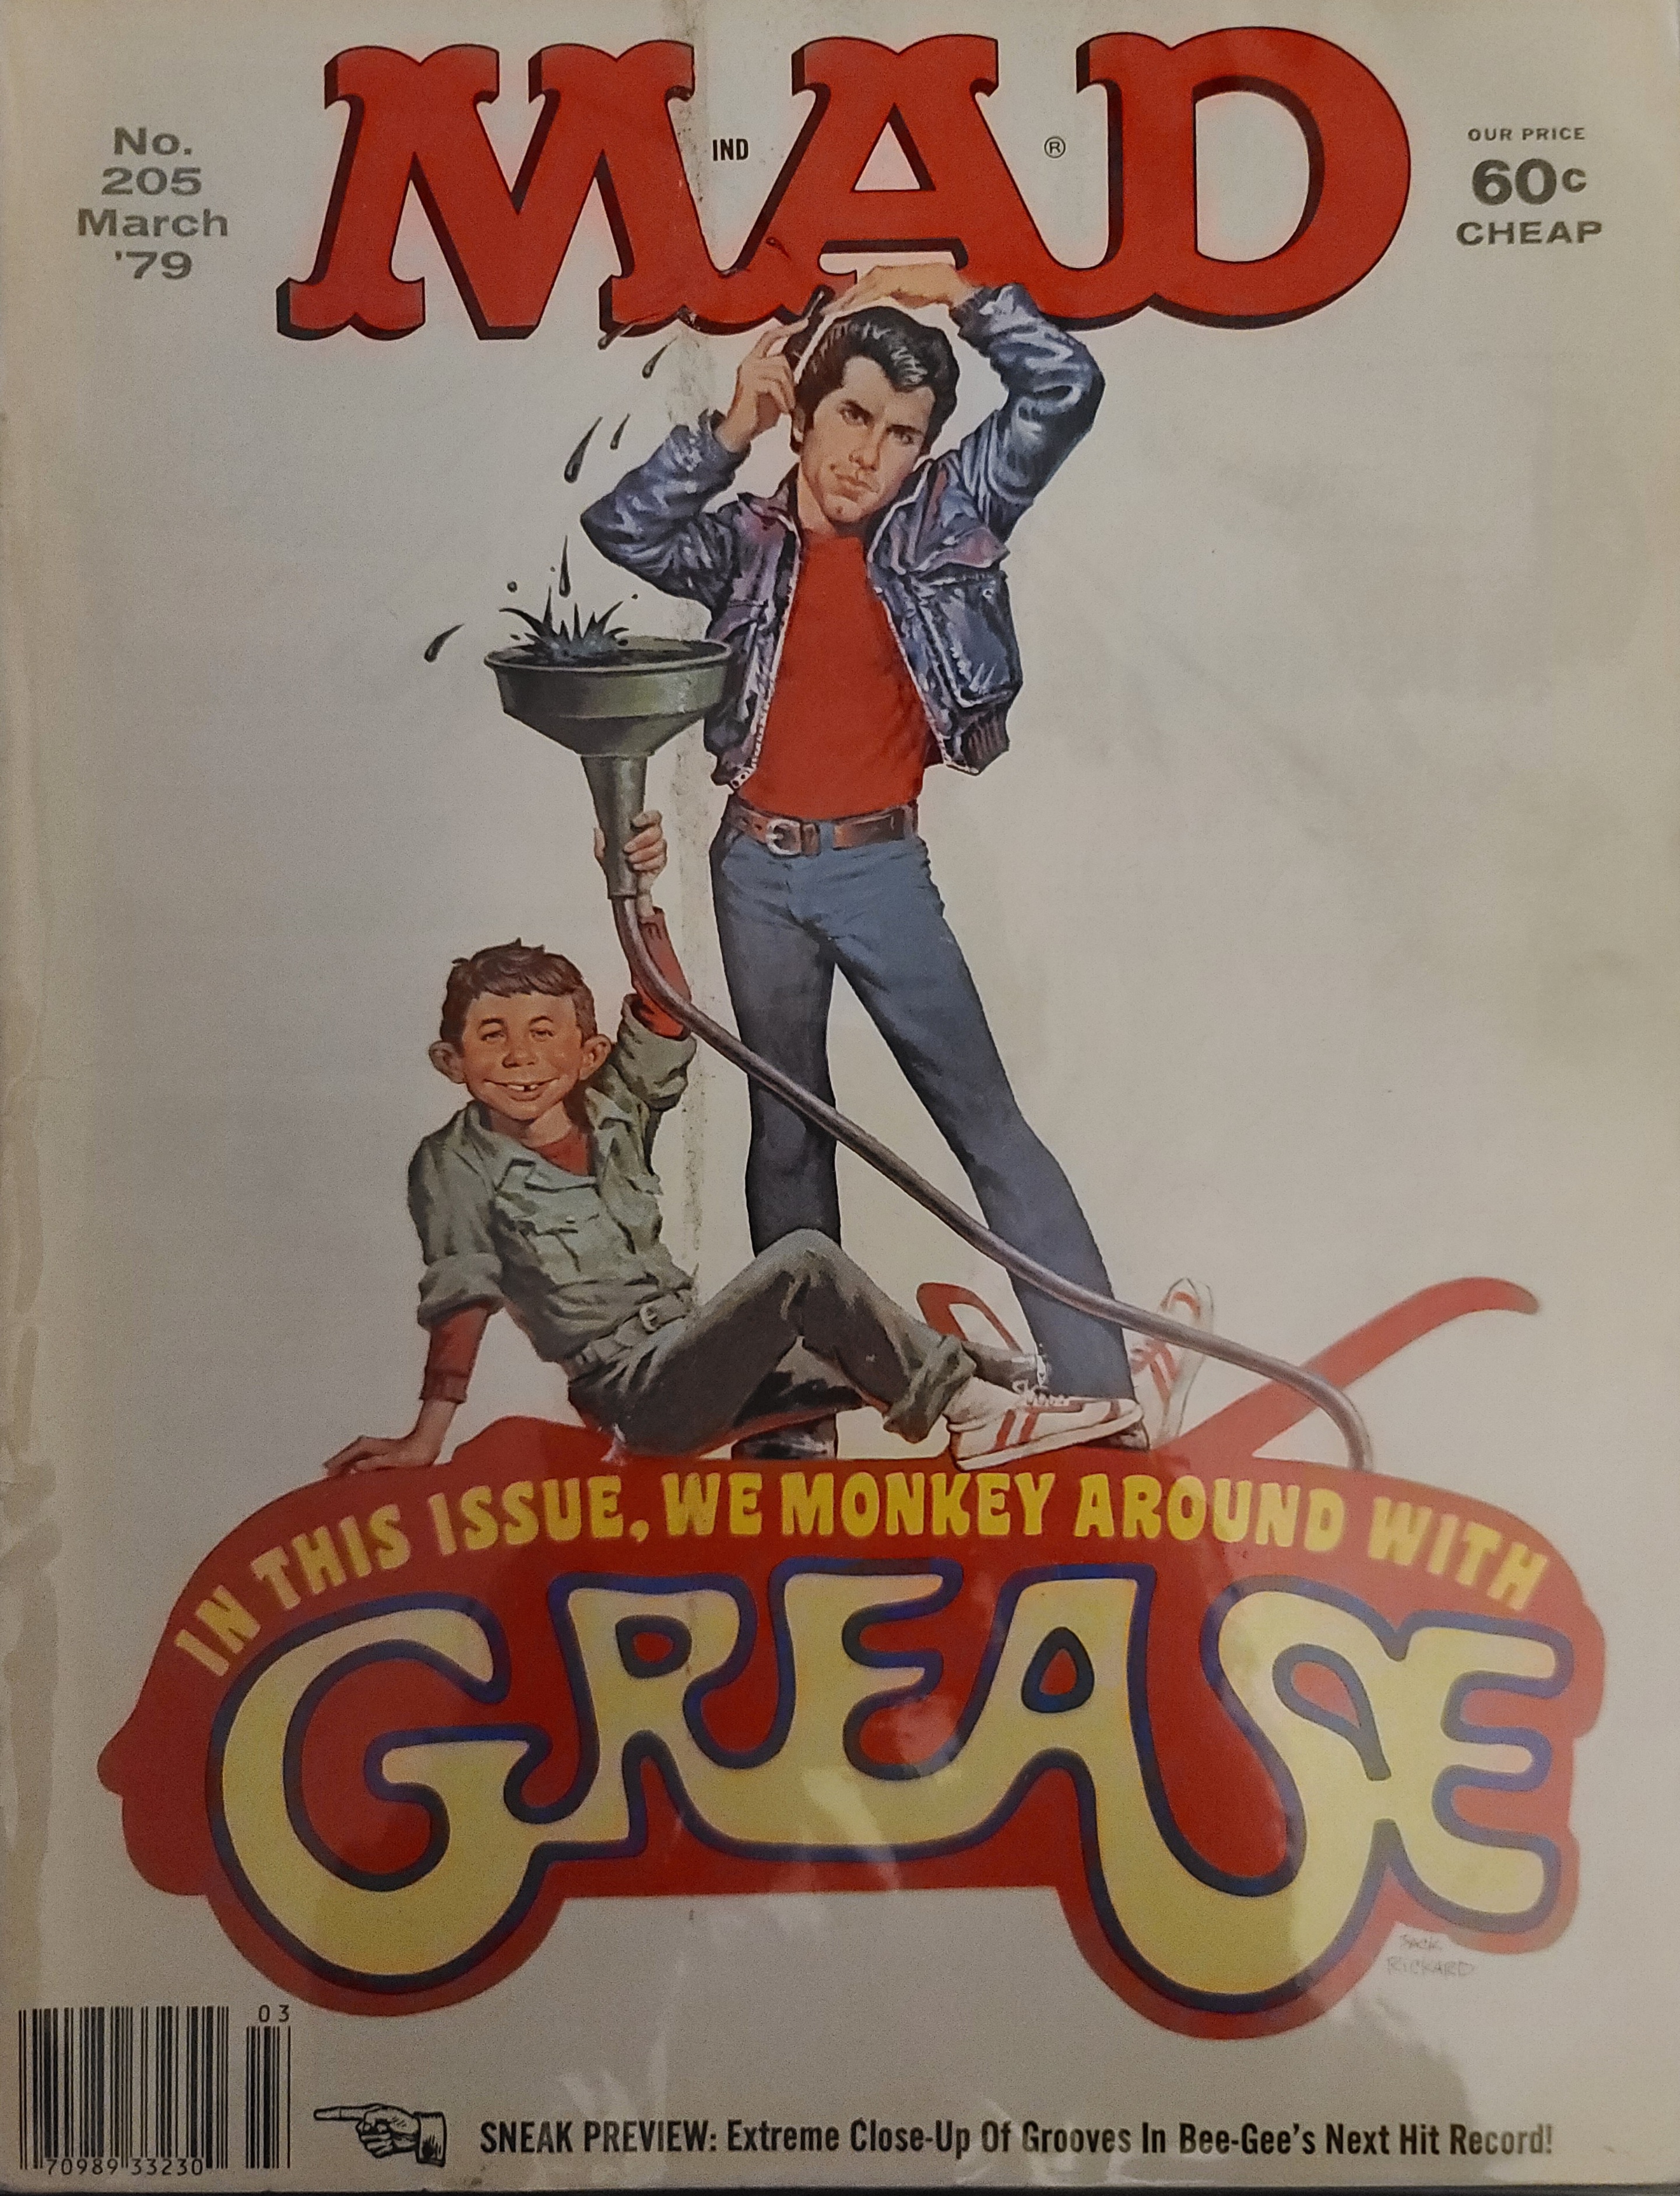 MAD
IND
®
No.
205
March
'79
OUR PRICE
60c
CHEAP
IN THIS ISSUE, WE MONKEY AROUND WITH
GREASE
JACK
RICKARD
03
70989 33230
SNEAK PREVIEW: Extreme Close-Up Of Grooves In Bee-Gee's Next Hit Record!